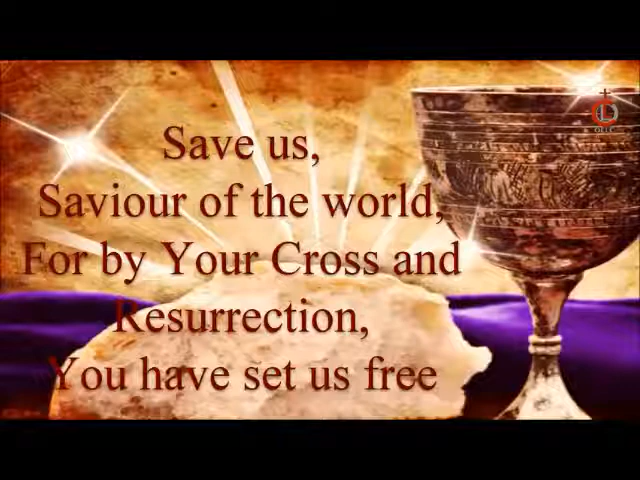 Save us,
Saviour of the world,
For by Your Cross and
Resurrection,
You have set us free